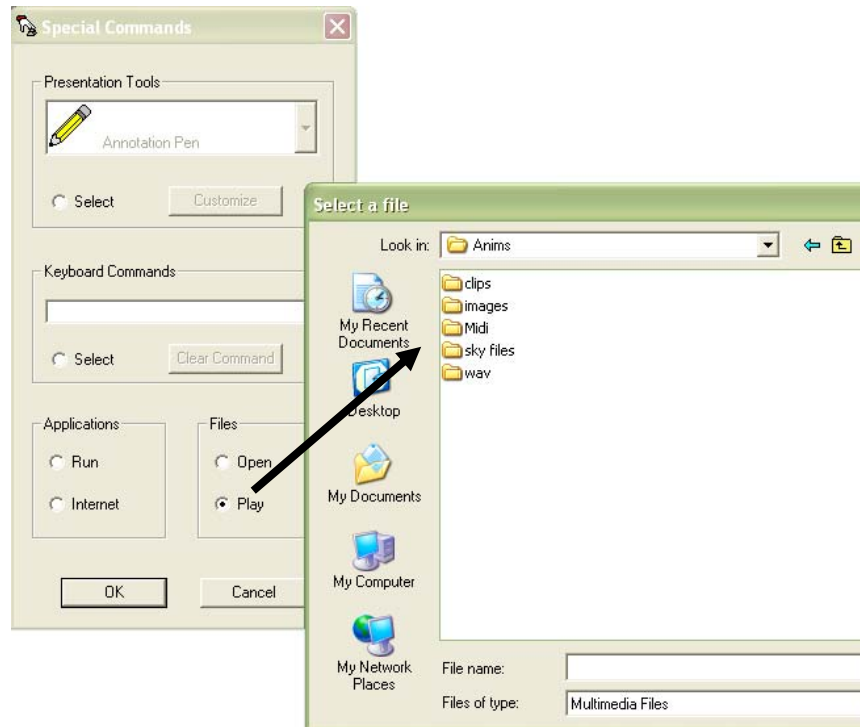 Special Commands
Presentation Tools
Annotation Pen
Select
Customize
Keyboard Commands
Select
Clear Command
Applications
Run
Internet
Files
Open
Play
OK
Cancel
Select a file
Look in:
Anims
My Recent
Documents
Desktop
My Documents
My Computer
My Network
Places
clips
images
Midi
sky files
wav
File name:
Files of type:
Multimedia Files